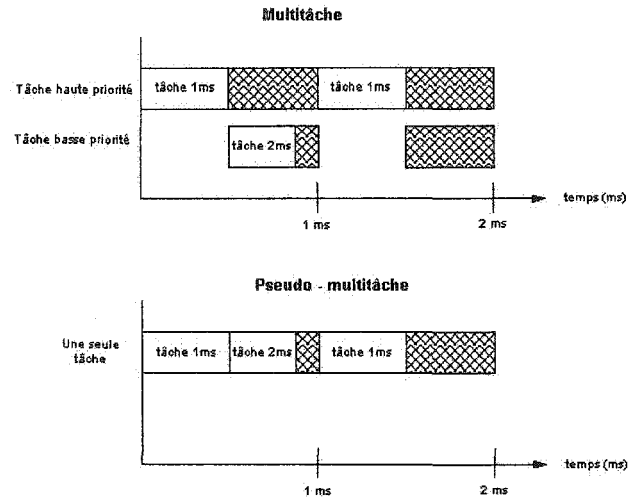 Multitâche
Tâche haute priorité
tâche 1ms
tâche 1ms
Tâche basse priorité
tâche 2ms
temps (ms)
1 ms
2 ms
Pseudo - multitâche
Une seule
tâche
tâche 1ms
tâche 2ms
tâche 1ms
temps (ms)
1 ms
2 ms